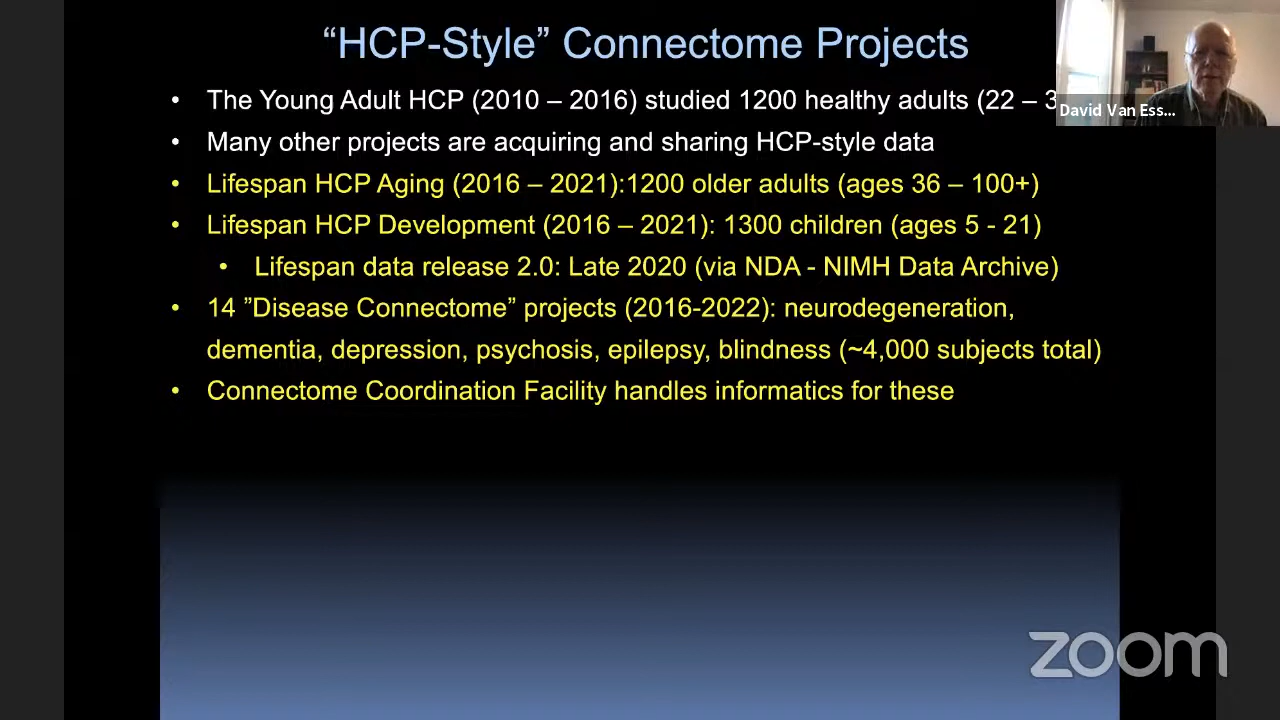 “HCP-Style” Connectome Projects
• The Young Adult HCP (2010 – 2016) studied 1200 healthy adults (22 – 3
David Van Ess...
• Many other projects are acquiring and sharing HCP-style data
• Lifespan HCP Aging (2016 – 2021):1200 older adults (ages 36 – 100+)
• Lifespan HCP Development (2016 – 2021): 1300 children (ages 5 - 21)
• Lifespan data release 2.0: Late 2020 (via NDA - NIMH Data Archive)
• 14 ”Disease Connectome” projects (2016-2022): neurodegeneration,
dementia, depression, psychosis, epilepsy, blindness (~4,000 subjects total)
• Connectome Coordination Facility handles informatics for these
zoom